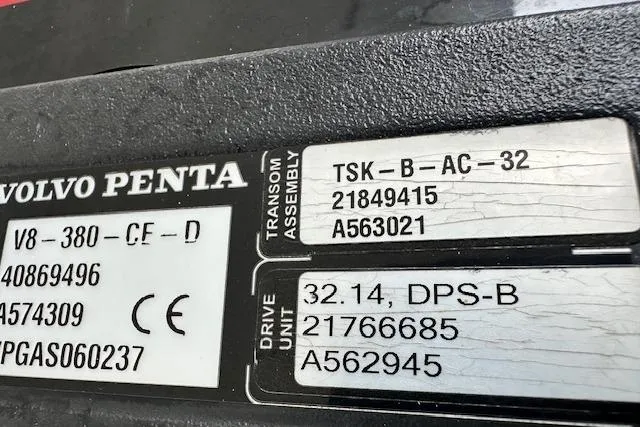 VOLVO PENTA
V8-380-CE-D
40869496
A574309
CE
VPGAS060237
TRANSOM
ASSEMBLY
TSK-B-AC-32
21849415
A563021
DRIVE
UNIT
32.14, DPS-B
21766685
A562945